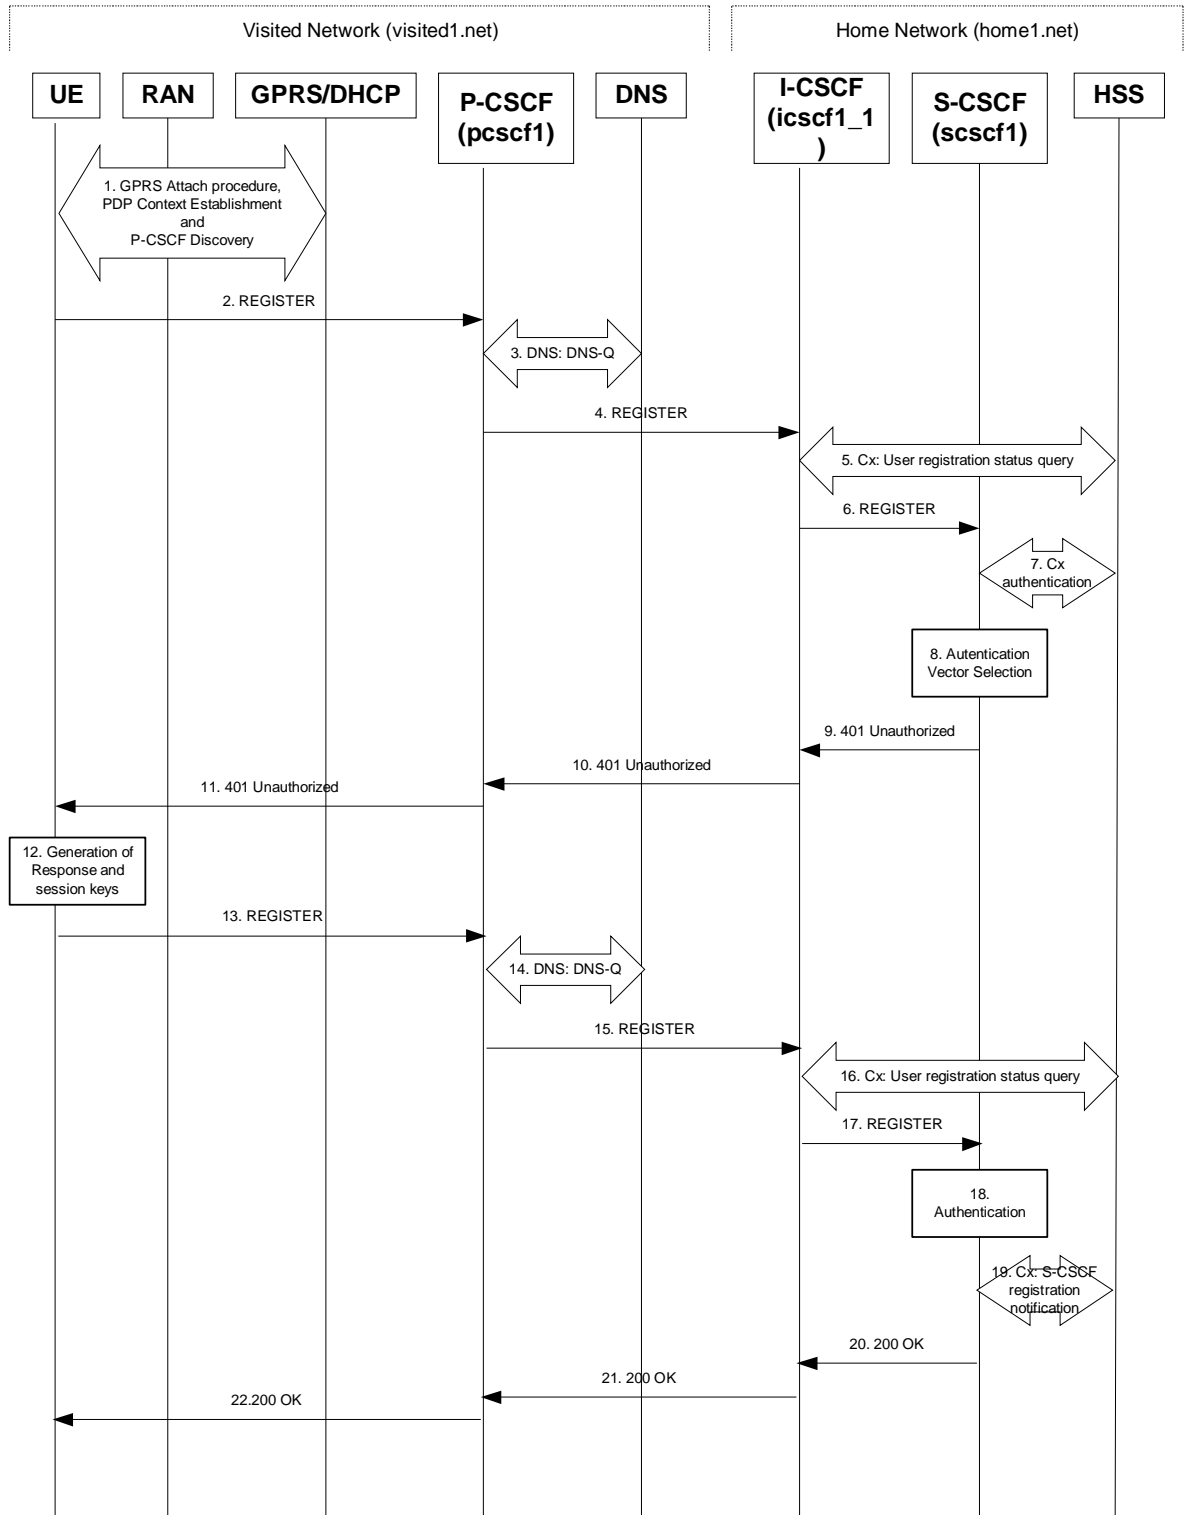 Visited Network (visited1.net)
Home Network (home1.net)
UE
RAN
GPRS/DHCP
P-CSCF
(pcscf1)
DNS
I-CSCF
(icscf1_1
)
S-CSCF
(scscf1)
HSS
1. GPRS Attach procedure,
PDP Context Establishment
and
P-CSCF Discovery
2. REGISTER
3. DNS: DNS-Q
4. REGISTER
5. Cx: User registration status query
6. REGISTER
7. Cx
authentication
8. Autentication
Vector Selection
9. 401 Unauthorized
10. 401 Unauthorized
11. 401 Unauthorized
12. Generation of
Response and
session keys
13. REGISTER
14. DNS: DNS-Q
15. REGISTER
16. Cx: User registration status query
17. REGISTER
18.
Authentication
19. Cx: S-CSCF
registration
notification
20. 200 OK
21. 200 OK
22.200 OK